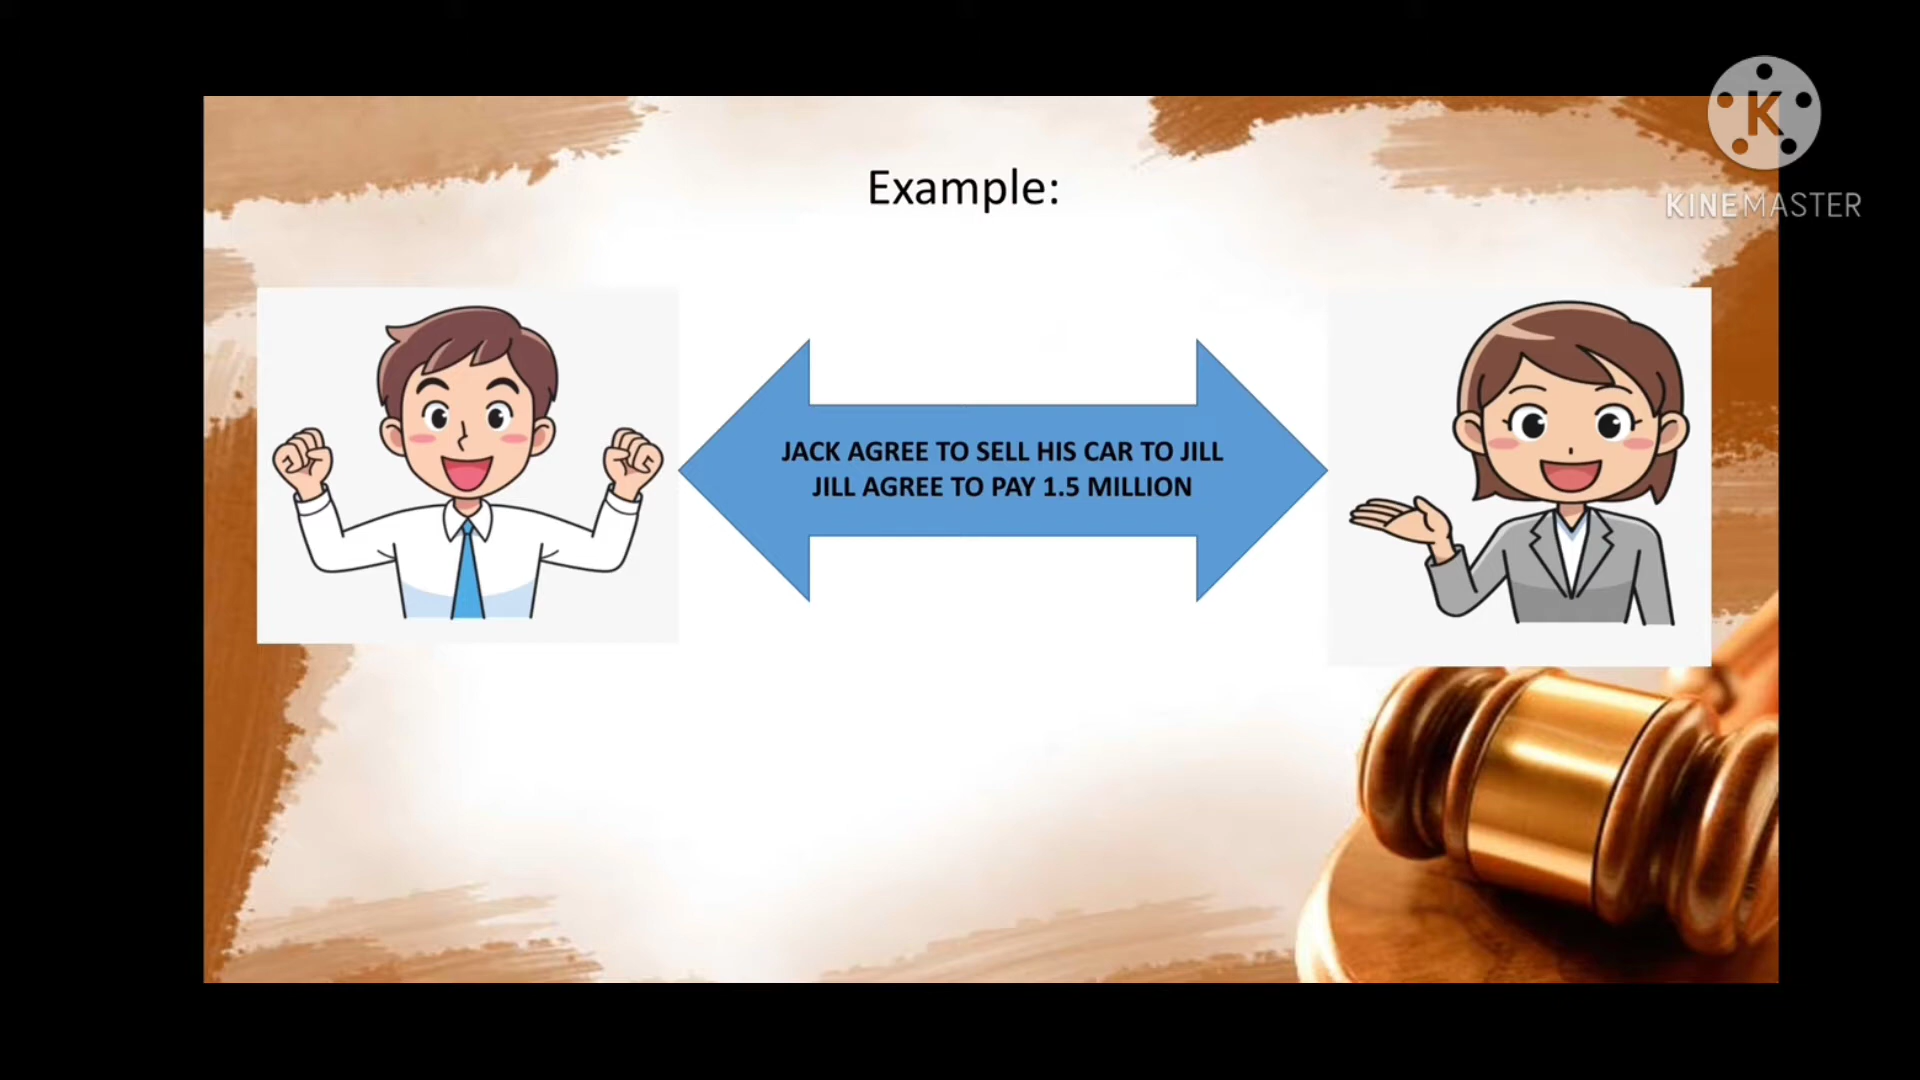 K
KINEMASTER
Example:
JACK AGREE TO SELL HIS CAR TO JILL
JILL AGREE TO PAY 1.5 MILLION